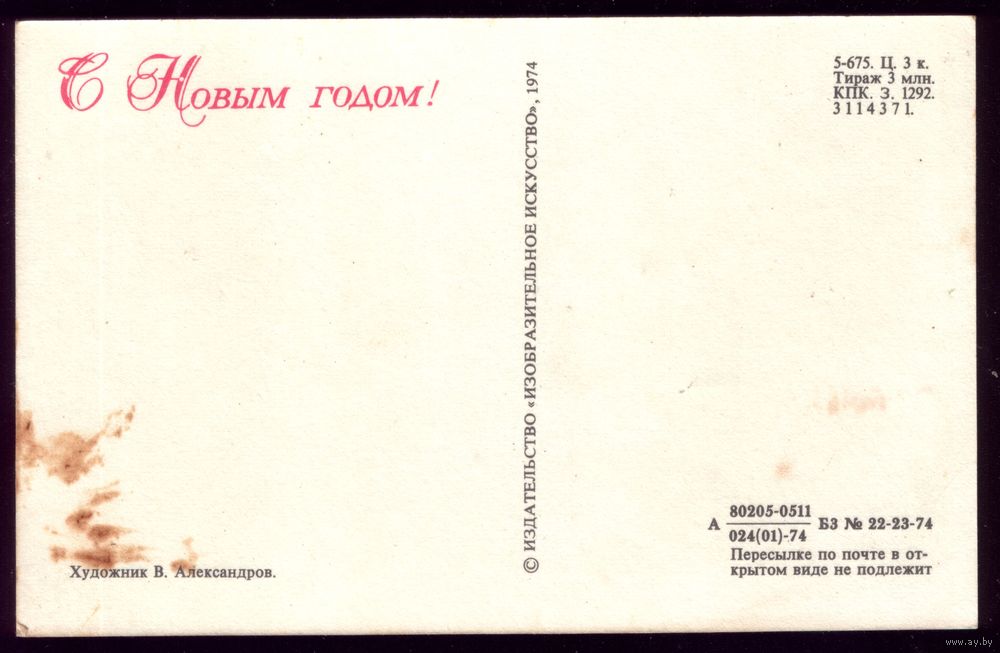 С Новым годом!
5-675. Ц. 3 к.
Тираж 3 млн.
КПК. З. 1292.
3114371.
© ИЗДАТЕЛЬСТВО «ИЗОБРАЗИТЕЛЬНОЕ ИСКУССТВО», 1974
Художник В. Александров.
А 80205-0511 БЗ № 22-23-74
024(01)-74
Пересылке по почте в от-
крытом виде не подлежит
www.ay.by